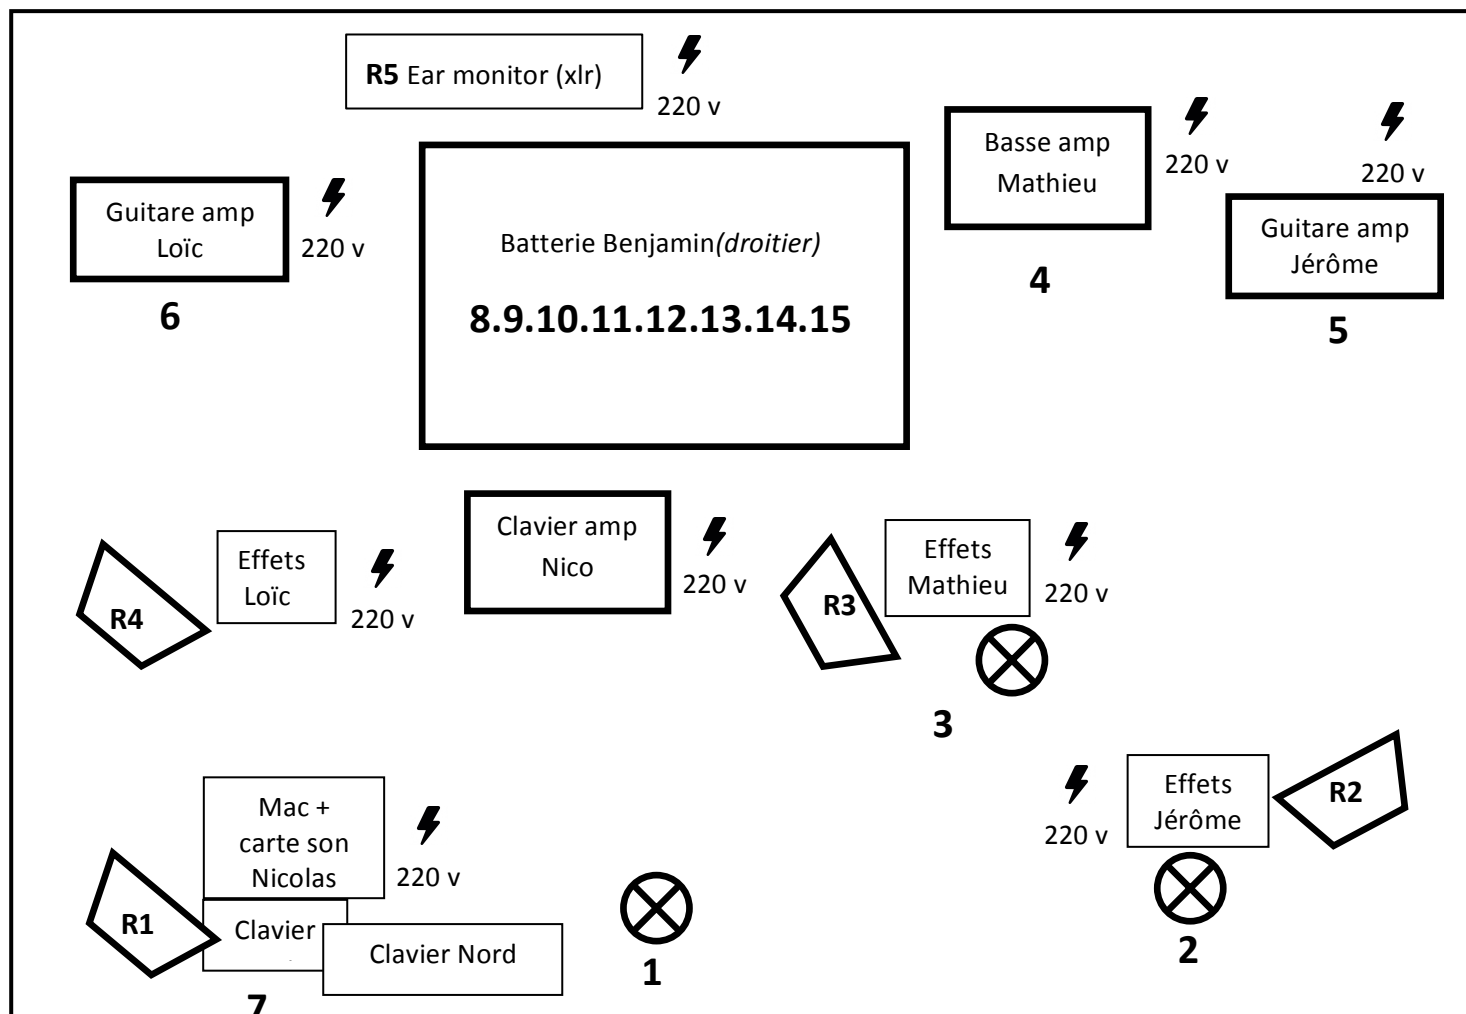 R5 Ear monitor (xlr)
220 v
Basse amp
Mathieu
220 v
220 v
Guitare amp
Loïc
220 v
6
Batterie Benjamin(droitier)
8.9.10.11.12.13.14.15
4
Guitare amp
Jérôme
5
R4
Effets
Loïc
220 v
Clavier amp
Nico
220 v
R3
Effets
Mathieu
220 v
3
Mac +
carte son
Nicolas
220 v
R1
Clavier
Clavier Nord
7
1
220 v
Effets
Jérôme
R2
2